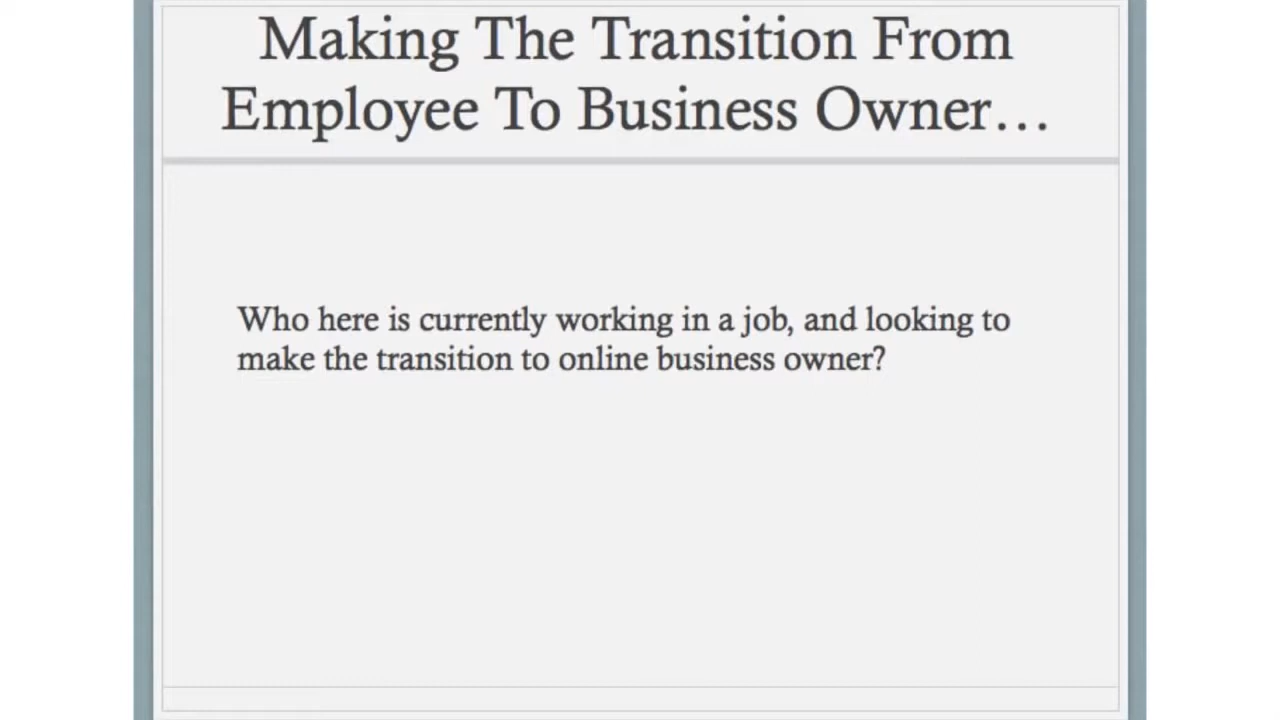 Making The Transition From
Employee To Business Owner…
Who here is currently working in a job, and looking to
make the transition to online business owner?